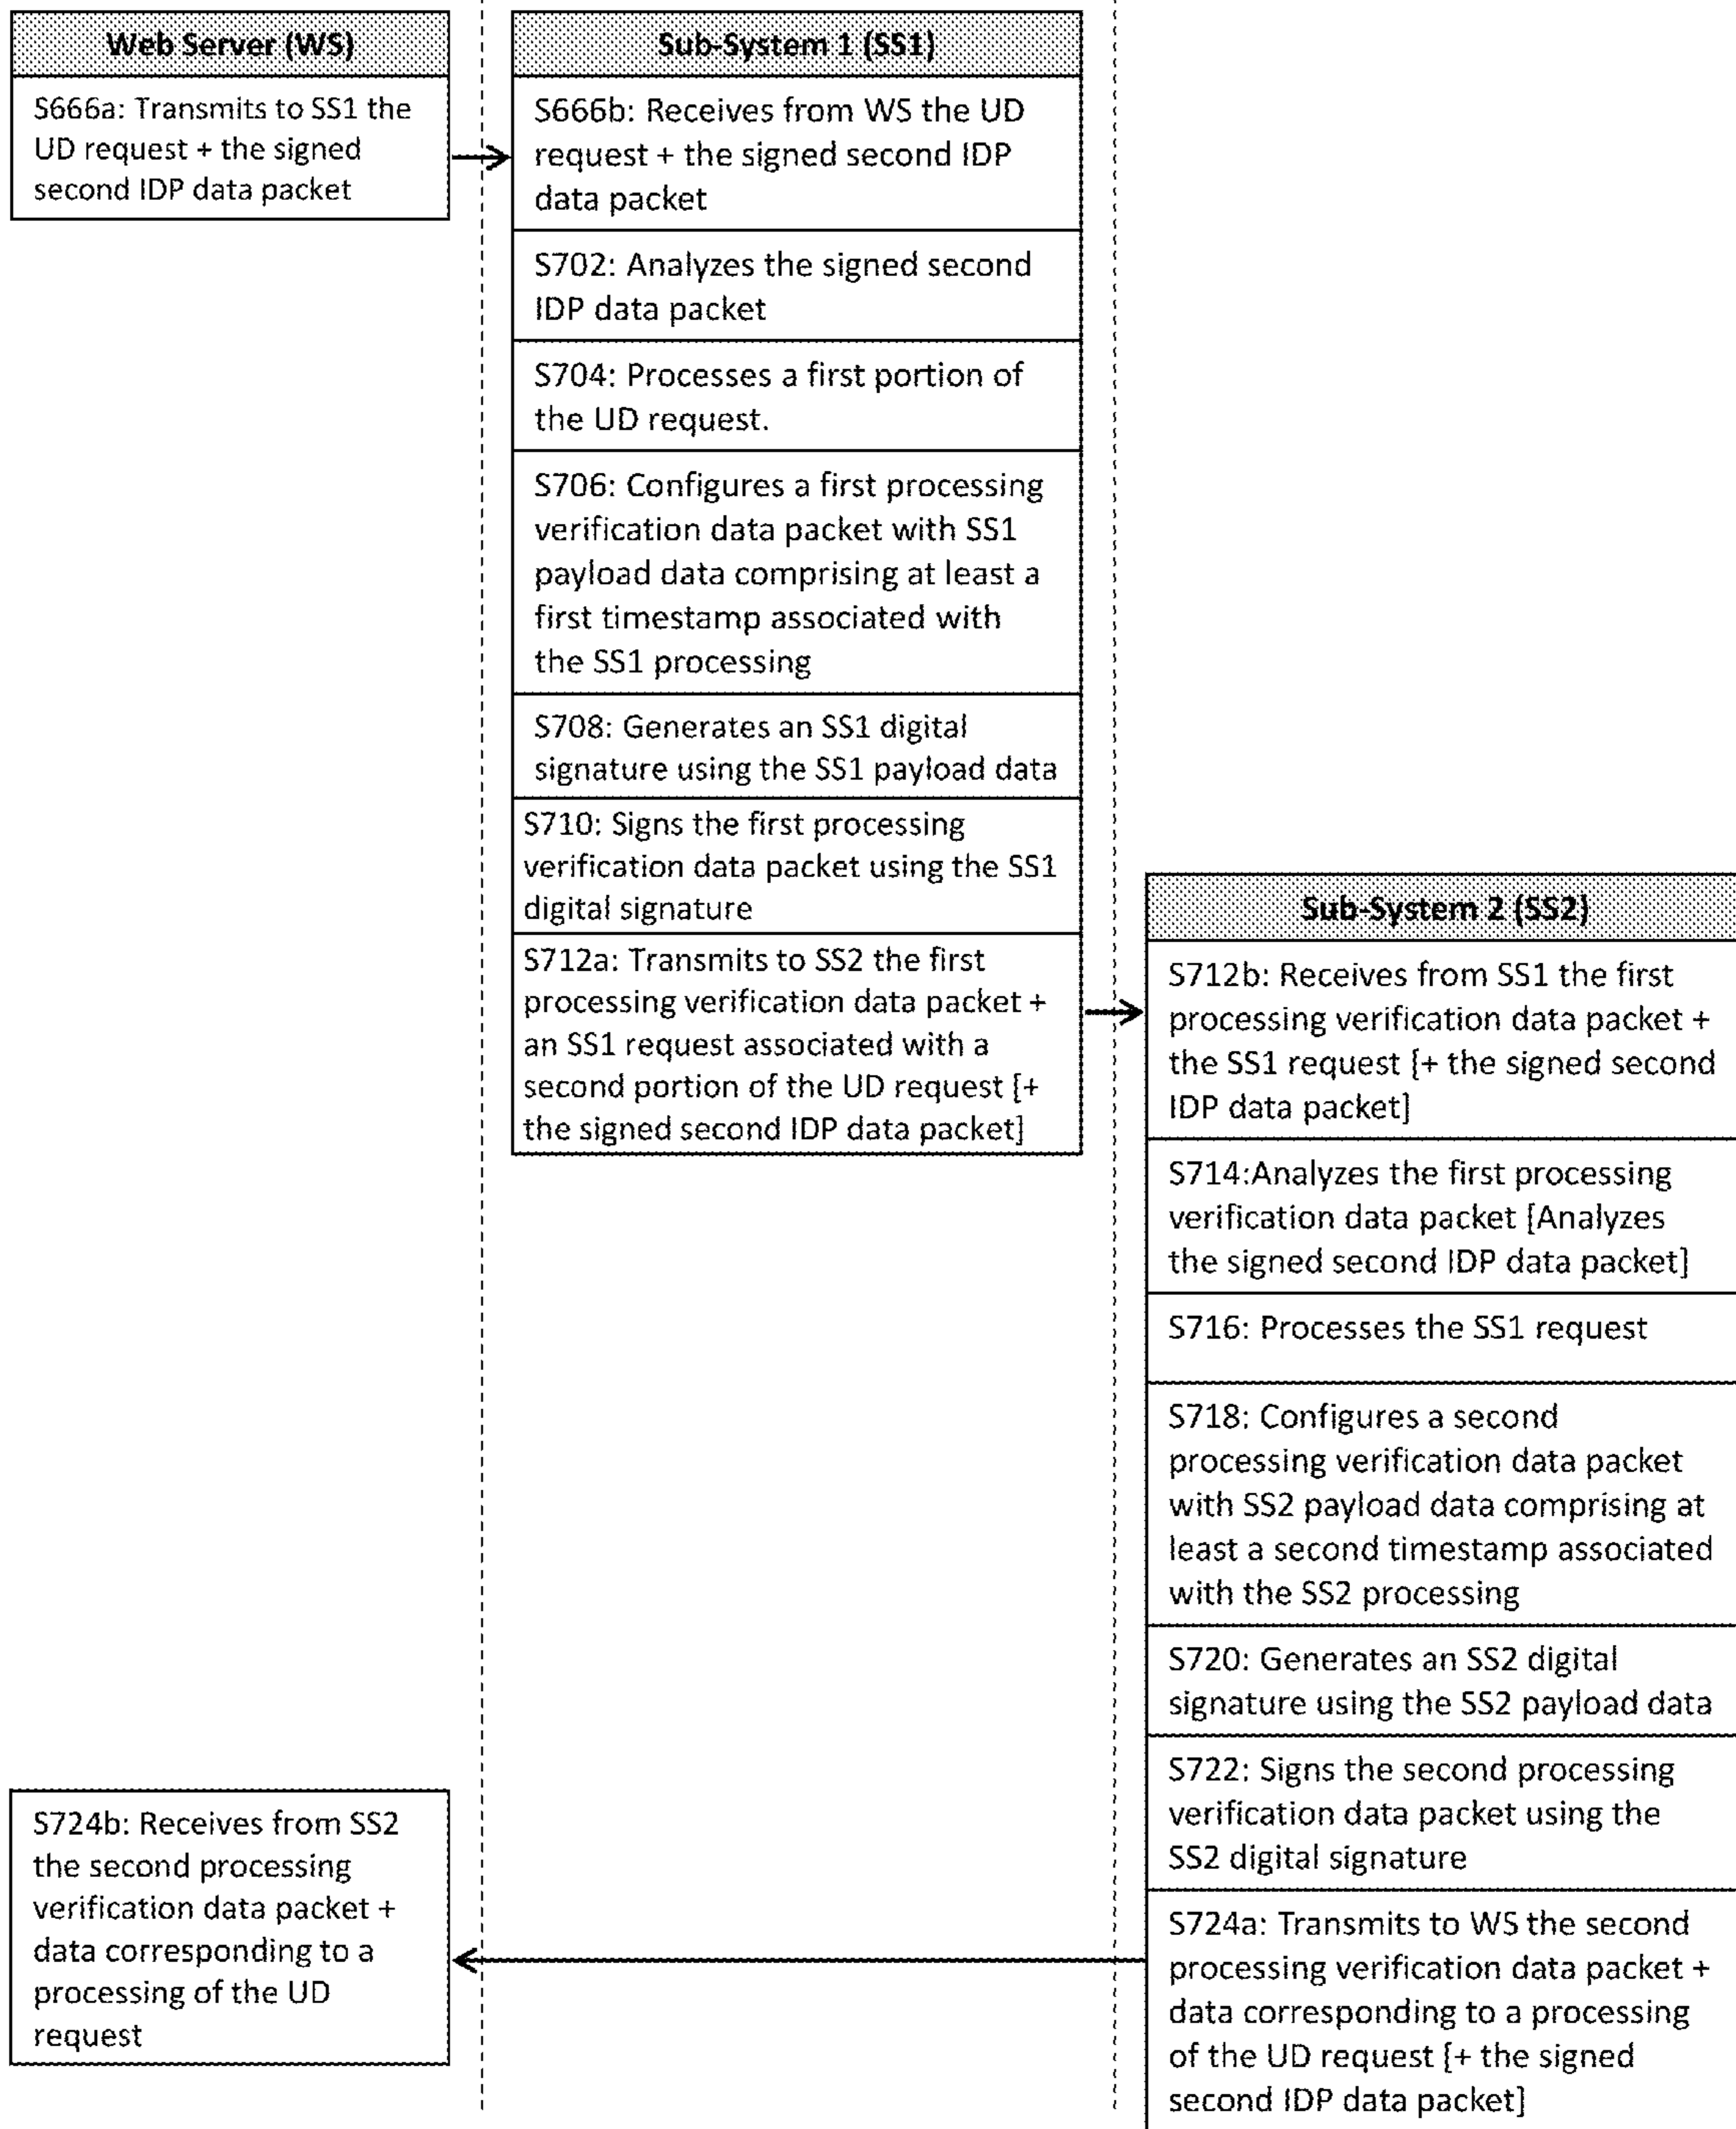 Web Server (WS)
S666a: Transmits to SS1 the
UD request + the signed
second IDP data packet
Sub-System 1 (SS1)
S666b: Receives from WS the UD
request + the signed second IDP
data packet
S702: Analyzes the signed second
IDP data packet
S704: Processes a first portion of
the UD request.
S706: Configures a first processing
verification data packet with SS1
payload data comprising at least a
first timestamp associated with
the SS1 processing
S708: Generates an SS1 digital
signature using the SS1 payload data
S710: Signs the first processing
verification data packet using the SS1
digital signature
S712a: Transmits to SS2 the first
processing verification data packet +
an SS1 request associated with a
second portion of the UD request [+
the signed second IDP data packet]
Sub-System 2 (SS2)
S712b: Receives from SS1 the first
processing verification data packet +
the SS1 request [+ the signed second
IDP data packet]
S714:Analyzes the first processing
verification data packet [Analyzes
the signed second IDP data packet]
S716: Processes the SS1 request
S718: Configures a second
processing verification data packet
with SS2 payload data comprising at
least a second timestamp associated
with the SS2 processing
S720: Generates an SS2 digital
signature using the SS2 payload data
S722: Signs the second processing
verification data packet using the
SS2 digital signature
S724a: Transmits to WS the second
processing verification data packet +
data corresponding to a processing
of the UD request [+ the signed
second IDP data packet]
S724b: Receives from SS2
the second processing
verification data packet +
data corresponding to a
processing of the UD
request